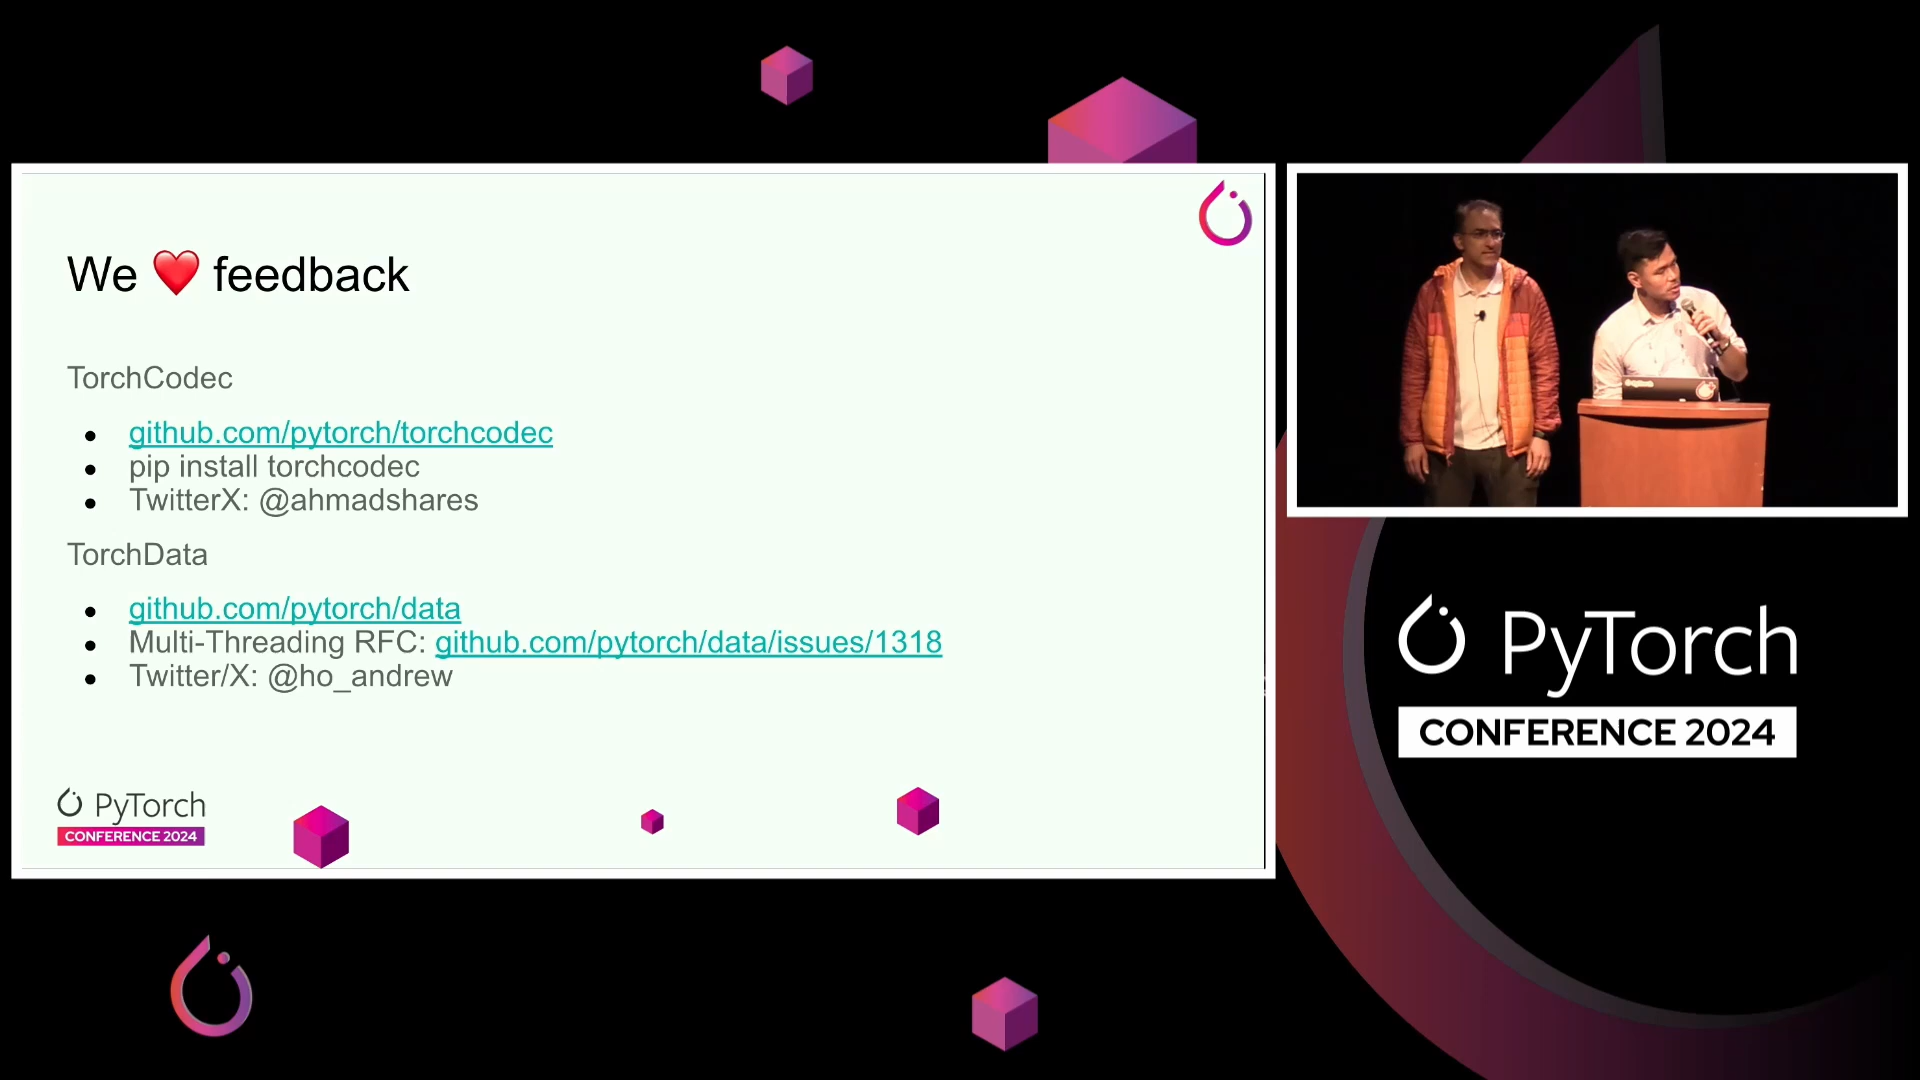 We ❤️ feedback
TorchCodec
github.com/pytorch/torchcodec
pip install torchcodec
TwitterX: @ahmadshares
TorchData
github.com/pytorch/data
Multi-Threading RFC: github.com/pytorch/data/issues/1318
Twitter/X: @ho_andrew
PyTorch
CONFERENCE 2024
PyTorch
PyTorch
CONFERENCE 2024